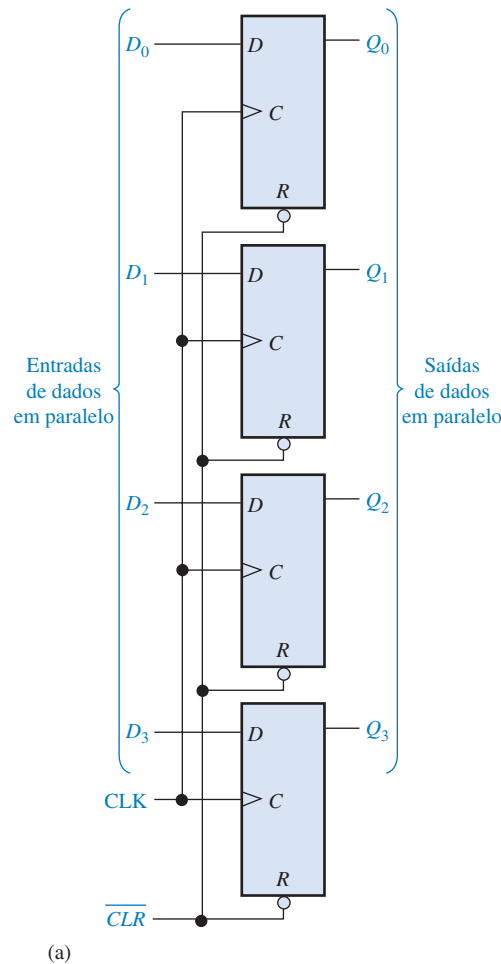 D0 D Q0
C
R
D1 D Q1
C
Entradas
de dados
em paralelo
Saídas
de dados
em paralelo
R
D2 D Q2
C
R
D3 D Q3
CLK C
R
CLR
(a)